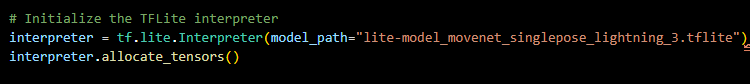 # Initialize the TFLite interpreter
interpreter = tf.lite.Interpreter(model_path="lite-model_movenet_singlepose_lightning_3.tflite")
interpreter.allocate_tensors()